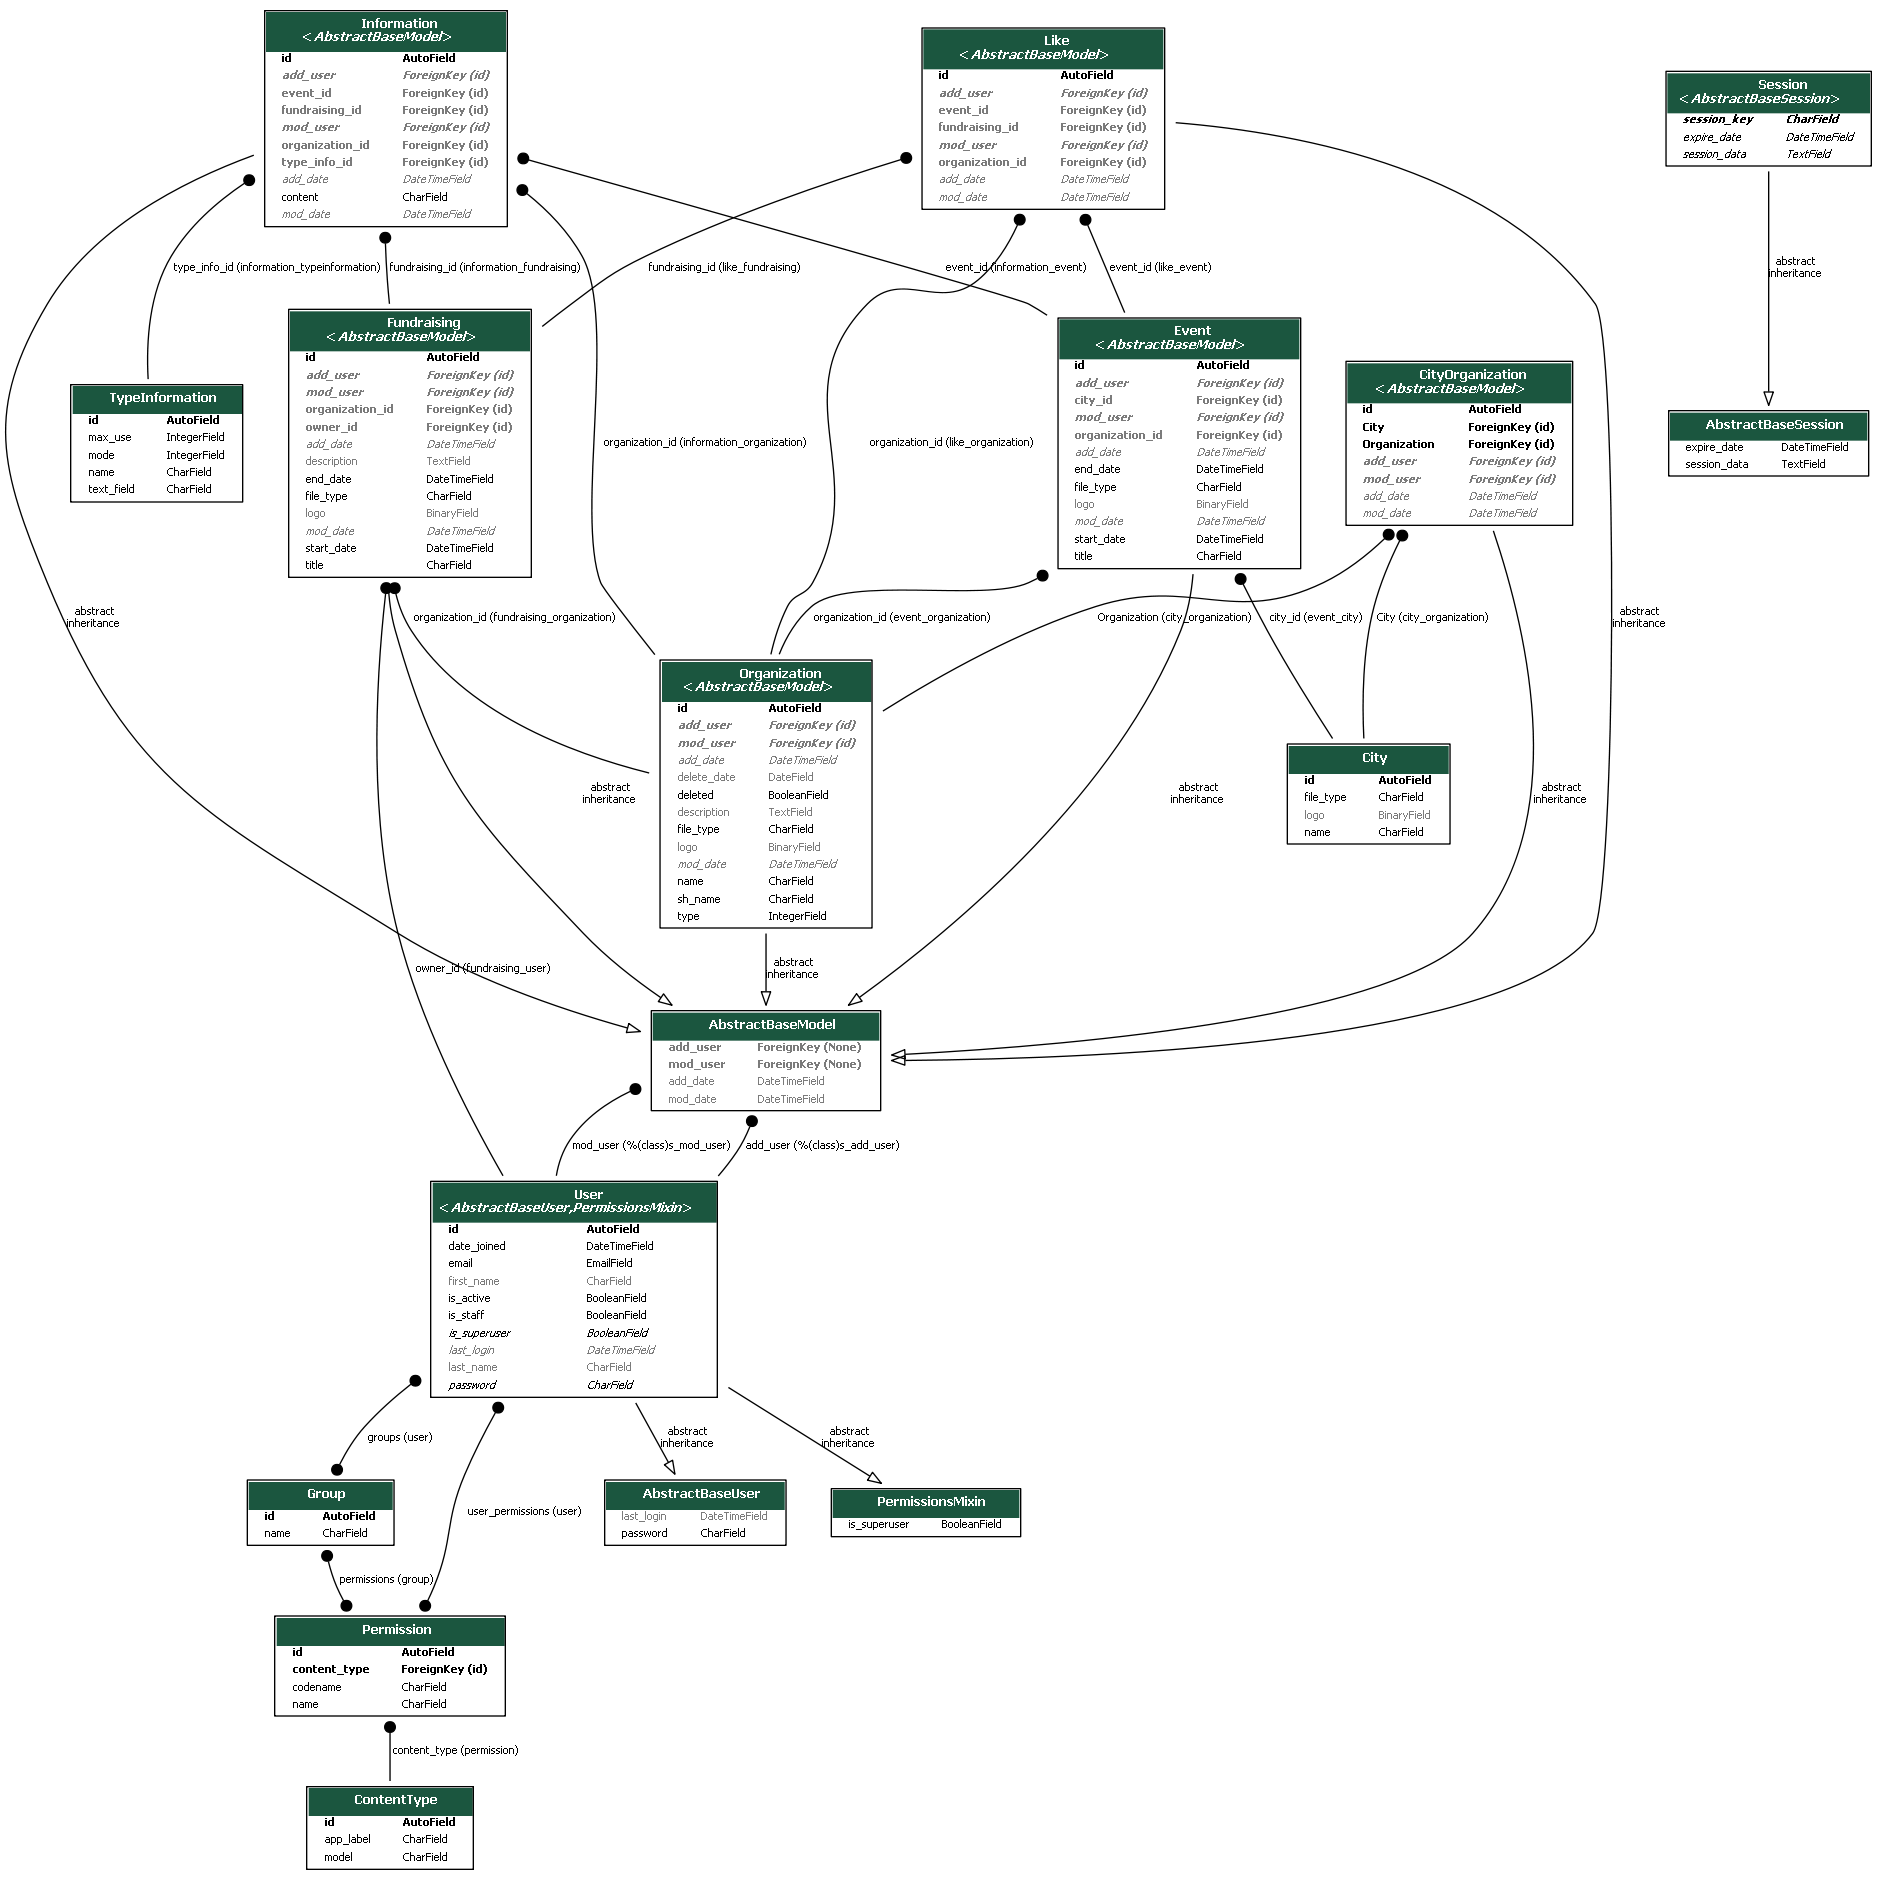 Information
<AbstractBaseModel>
id AutoField
add_user ForeignKey (id)
event_id ForeignKey (id)
fundraising_id ForeignKey (id)
mod_user ForeignKey (id)
organization_id ForeignKey (id)
type_info_id ForeignKey (id)
add_date DateTimeField
content CharField
mod_date DateTimeField
Like
<AbstractBaseModel>
id AutoField
add_user ForeignKey (id)
event_id ForeignKey (id)
fundraising_id ForeignKey (id)
mod_user ForeignKey (id)
organization_id ForeignKey (id)
add_date DateTimeField
mod_date DateTimeField
Session
<AbstractBaseSession>
session_key CharField
expire_date DateTimeField
session_data TextField
type_info_id (information_typeinformation)
fundraising_id (information_fundraising)
fundraising_id (like_fundraising)
event_id (information_event)
event_id (like_event)
abstract
inheritance
Fundraising
<AbstractBaseModel>
id AutoField
add_user ForeignKey (id)
mod_user ForeignKey (id)
organization_id ForeignKey (id)
owner_id ForeignKey (id)
add_date DateTimeField
description TextField
end_date DateTimeField
file_type CharField
logo BinaryField
mod_date DateTimeField
start_date DateTimeField
title CharField
Event
<AbstractBaseModel>
id AutoField
add_user ForeignKey (id)
city_id ForeignKey (id)
mod_user ForeignKey (id)
organization_id ForeignKey (id)
add_date DateTimeField
end_date DateTimeField
file_type CharField
logo BinaryField
mod_date DateTimeField
start_date DateTimeField
title CharField
CityOrganization
<AbstractBaseModel>
id AutoField
City ForeignKey (id)
Organization ForeignKey (id)
add_user ForeignKey (id)
mod_user ForeignKey (id)
add_date DateTimeField
mod_date DateTimeField
TypeInformation
id AutoField
max_use IntegerField
mode IntegerField
name CharField
text_field CharField
organization_id (information_organization)
organization_id (like_organization)
AbstractBaseSession
expire_date DateTimeField
session_data TextField
abstract
inheritance
organization_id (fundraising_organization)
organization_id (event_organization)
Organization (city_organization)
city_id (event_city)
City (city_organization)
abstract
inheritance
Organization
<AbstractBaseModel>
id AutoField
add_user ForeignKey (id)
mod_user ForeignKey (id)
add_date DateTimeField
delete_date DateField
deleted BooleanField
description TextField
file_type CharField
logo BinaryField
mod_date DateTimeField
name CharField
sh_name CharField
type IntegerField
abstract
inheritance
abstract
inheritance
City
id AutoField
file_type CharField
logo BinaryField
name CharField
abstract
inheritance
owner_id (fundraising_user)
abstract
inheritance
AbstractBaseModel
add_user ForeignKey (None)
mod_user ForeignKey (None)
add_date DateTimeField
mod_date DateTimeField
mod_user (%(class)s_mod_user)
add_user (%(class)s_add_user)
User
<AbstractBaseUser,PermissionsMixin>
id AutoField
date_joined DateTimeField
email EmailField
first_name CharField
is_active BooleanField
is_staff BooleanField
is_superuser BooleanField
last_login DateTimeField
last_name CharField
password CharField
groups (user)
abstract
inheritance
abstract
inheritance
Group
id AutoField
name CharField
user_permissions (user)
AbstractBaseUser
last_login DateTimeField
password CharField
PermissionsMixin
is_superuser BooleanField
permissions (group)
Permission
id AutoField
content_type ForeignKey (id)
codename CharField
name CharField
content_type (permission)
ContentType
id AutoField
app_label CharField
model CharField